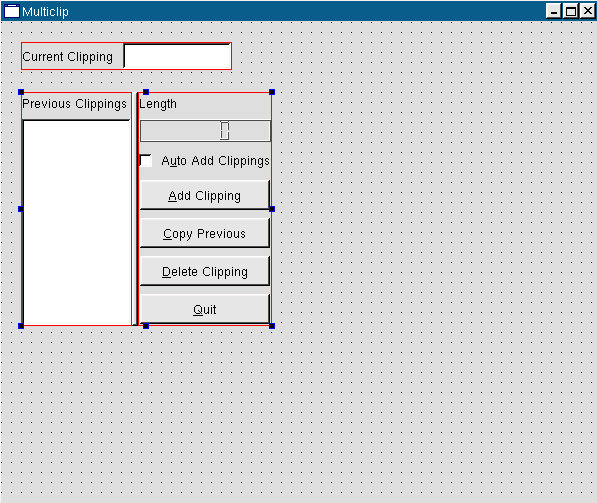 Multiclip
Current Clipping
Previous Clippings
Length
Auto Add Clippings
Add Clipping
Copy Previous
Delete Clipping
Quit